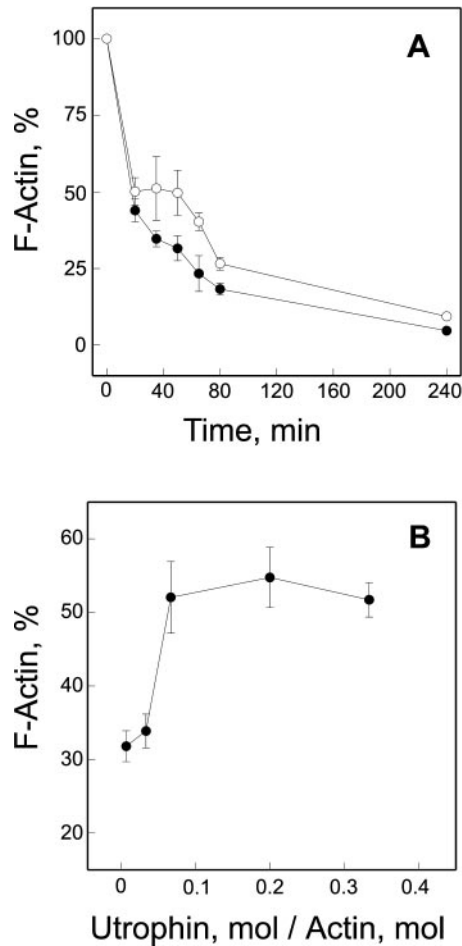 A
100
75
50
25
0
F-Actin, %
0 40 80 120 160 200 240
Time, min
B
60
50
40
30
20
F-Actin, %
0 0.1 0.2 0.3 0.4
Utrophin, mol / Actin, mol